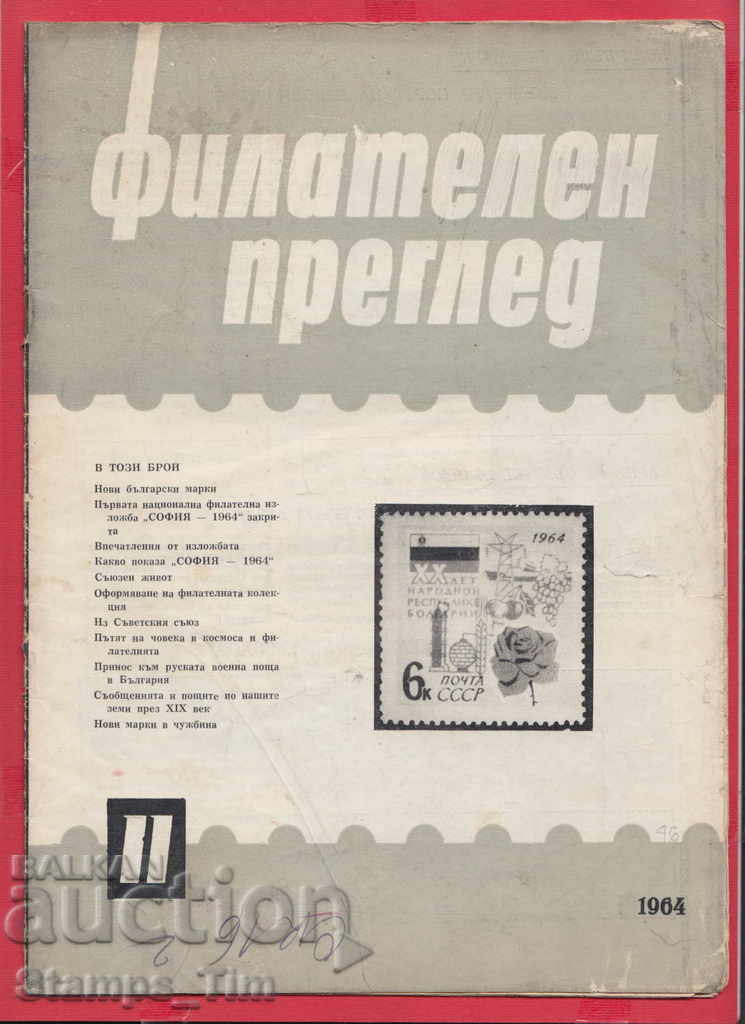 филателен
преглед
В ТОЗИ БРОЙ
Нови български марки
Първата национална филателна из-
ложба „СОФИЯ — 1964" закри-
та
Впечатления от изложбата
Какво показа „СОФИЯ — 1964"
Съюзен живот
Оформяване на филателната колек-
ция
Из Съветския съюз
Пътят на човека в космоса и фи-
лателията
Принос към руската военна поща
в България
Съобщенията и пощите по нашите
земи през XIX век
Нови марки в чужбина
1964
XX ЛЕТ
НАРОДНОЙ
РЕСПУБЛИКЕ
БОЛГАРИИ
6к ПОЧТА
СССР
11
46
1964
BALKAN
auction
Stamps_Tim